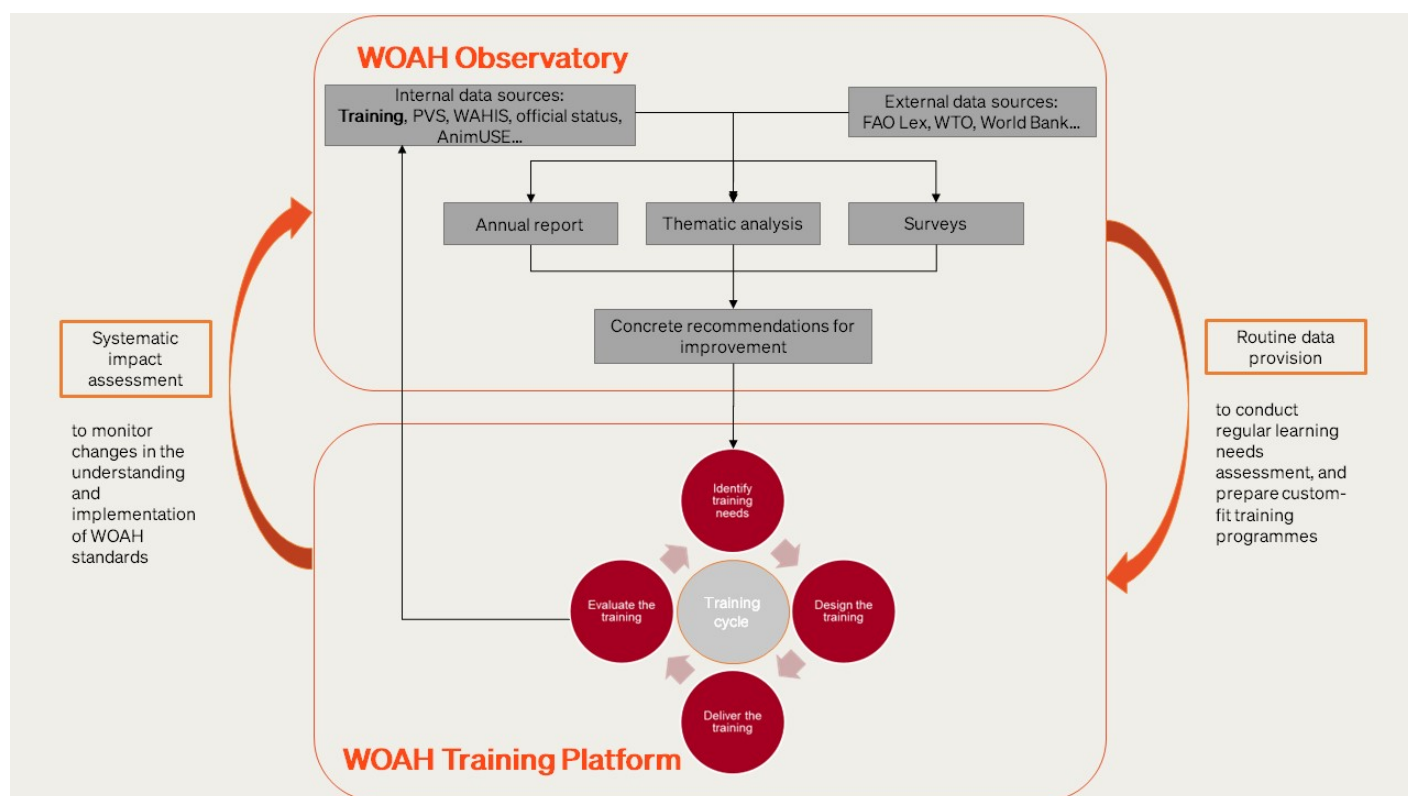 WOAH Observatory
Internal data sources:
Training, PVS, WAHIS, official status,
AnimUSE...
External data sources:
FAO Lex, WTO, World Bank...
Annual report
Thematic analysis
Surveys
Concrete recommendations for
improvement
Systematic
impact
assessment
to monitor
changes in the
understanding
and
implementation
of WOAH
standards
Routine data
provision
to conduct
regular learning
needs
assessment, and
prepare custom-
fit training
programmes
Identify
training
needs
Evaluate the
training
Training
cycle
Design the
training
Deliver the
training
WOAH Training Platform